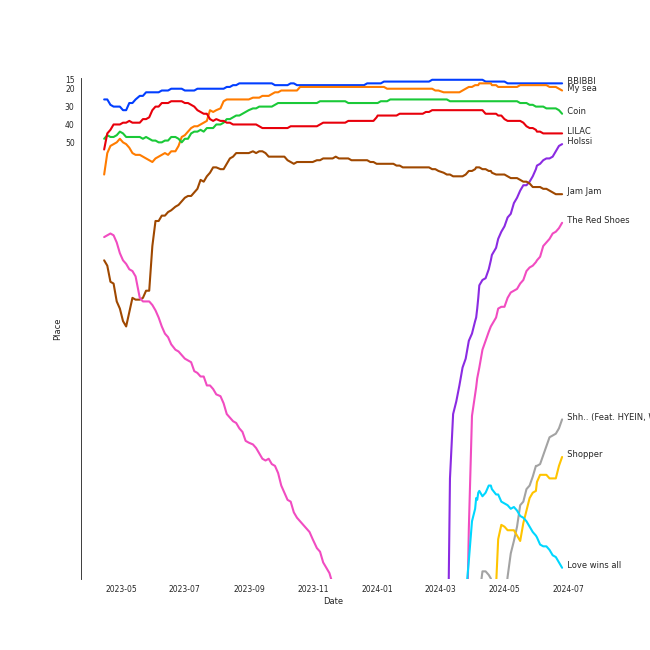 15
20
30
40
50
Place
BBIBBI
My sea
Coin
LILAC
Holssi
Jam Jam
The Red Shoes
Shh.. (Feat. HYEIN,
Shopper
Love wins all
2023-05
2023-07
2023-09
2023-11
2024-01
2024-03
2024-05
2024-07
Date